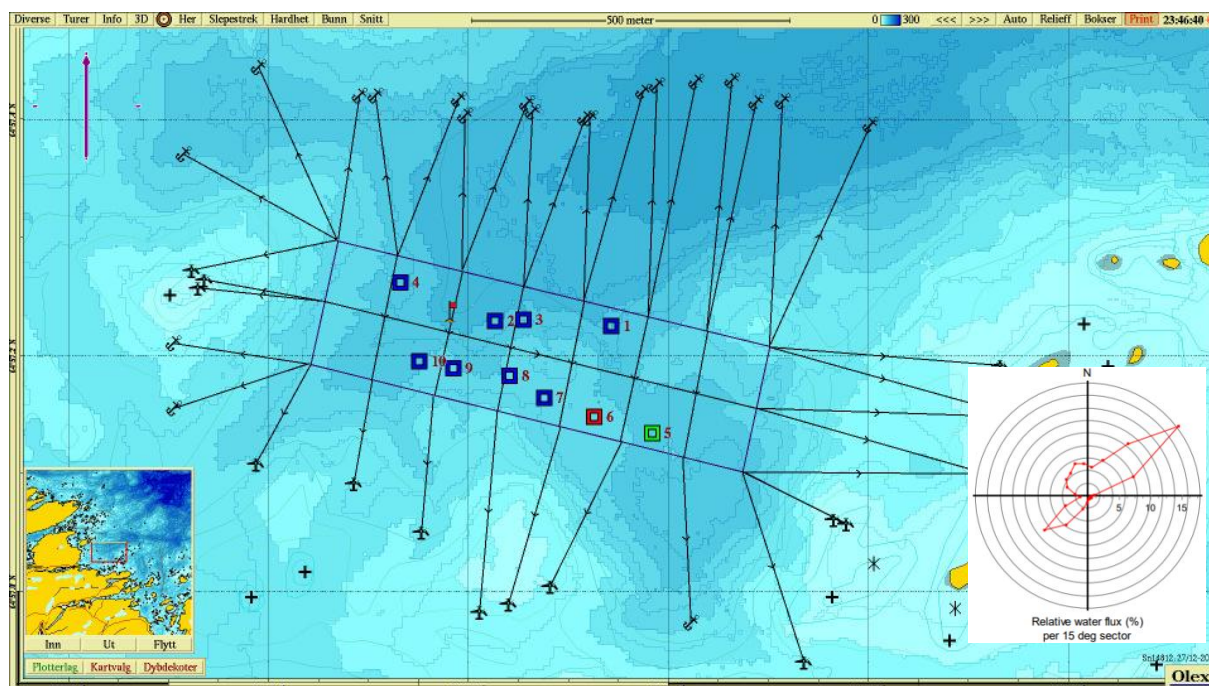 Diverse Turer Info 3D Her Slepestrek Hardhet Bunn Snitt 500 meter 0 300 <<< >>> Auto Relieff Bokser Print 23:46:40
4
2 3 1
10 9 8
7
6
5
N
5 10 15
Relative water flux (%)
per 15 deg sector
Inn Ut Flytt
Plotterlag Kartvalg Dybdekoter
Olex